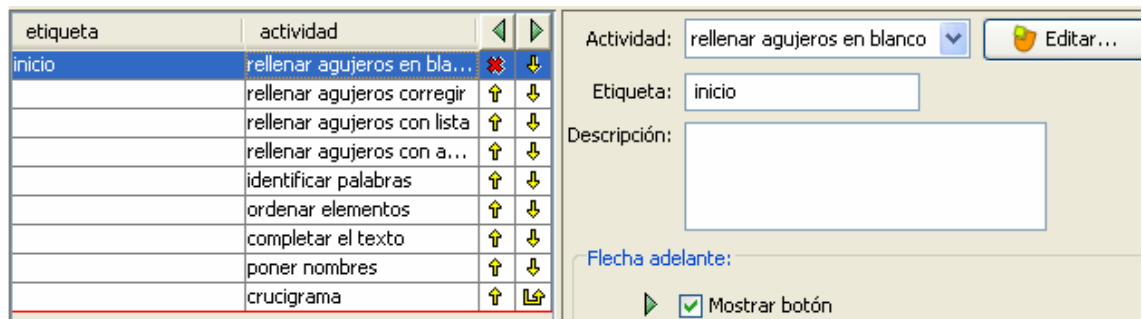 etiqueta actividad
inicio rellenar agujeros en bla...
rellenar agujeros corregir
rellenar agujeros con lista
rellenar agujeros con a...
identificar palabras
ordenar elementos
completar el texto
poner nombres
crucigrama
Actividad: rellenar agujeros en blanco Editar...
Etiqueta: inicio
Descripción:
Flecha adelante:
Mostrar botón